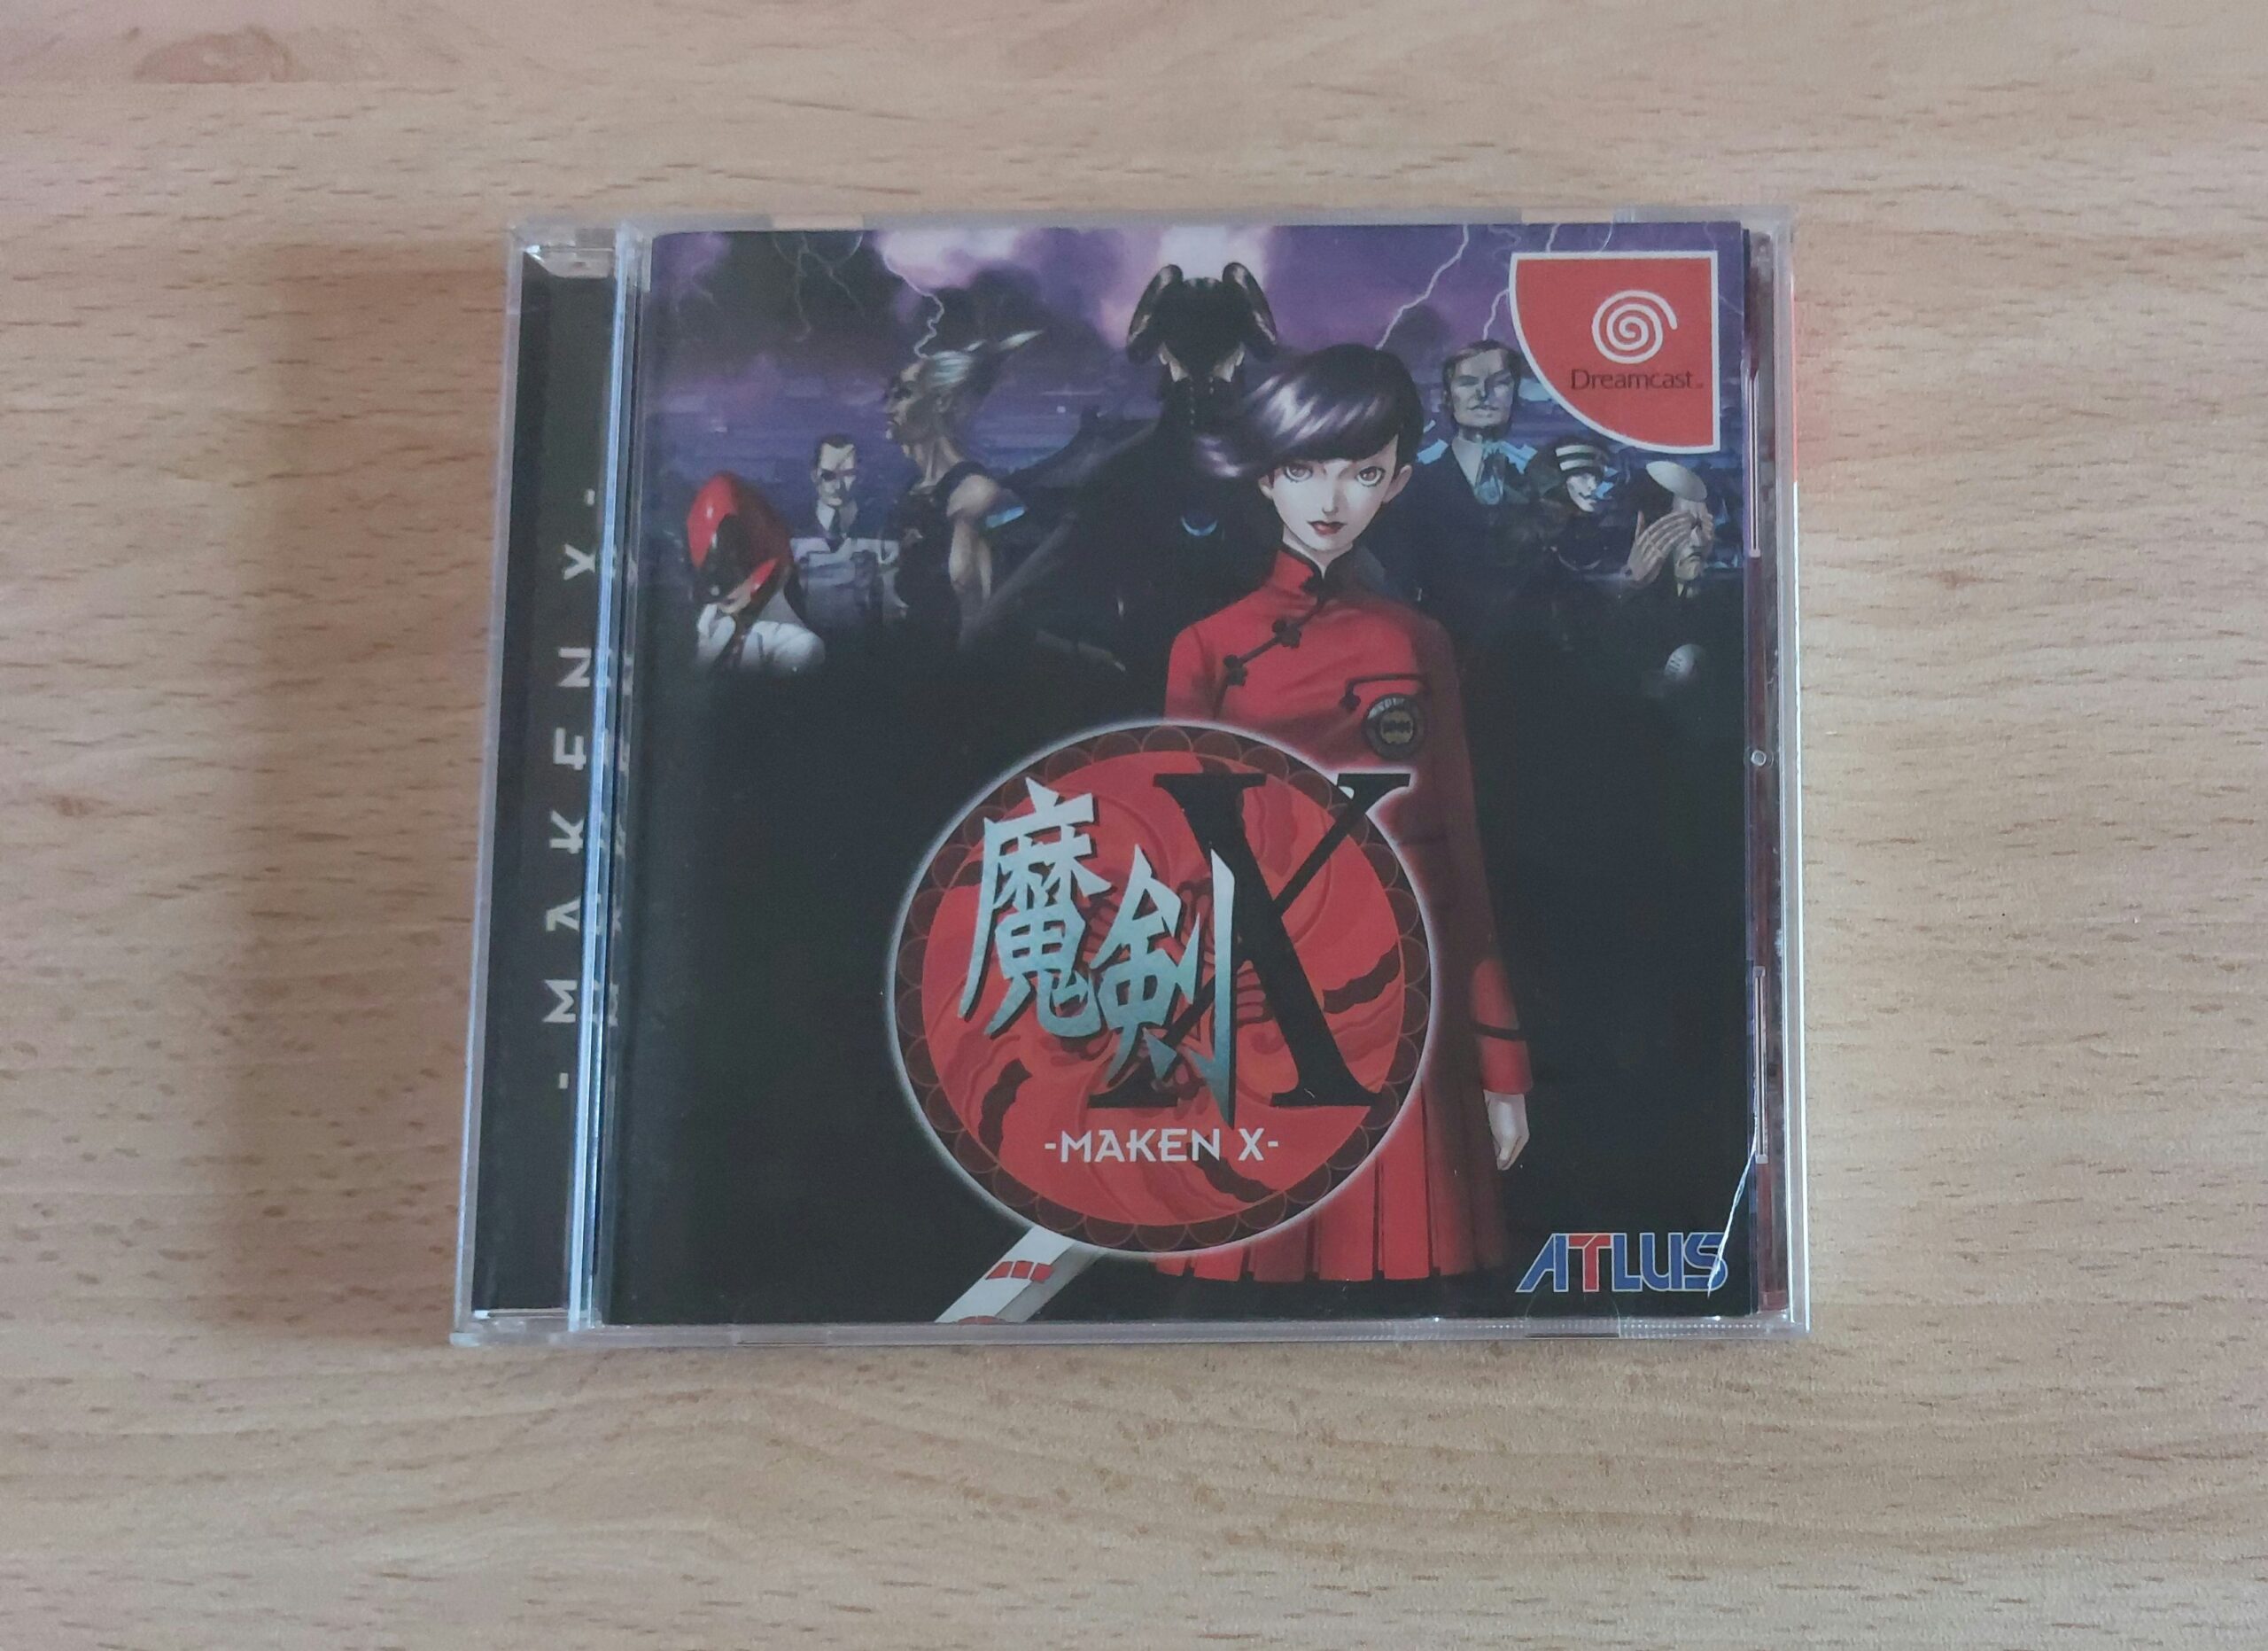 -MAKEN X-
Dreamcast
魔剣X
-MAKEN X-
ATLUS